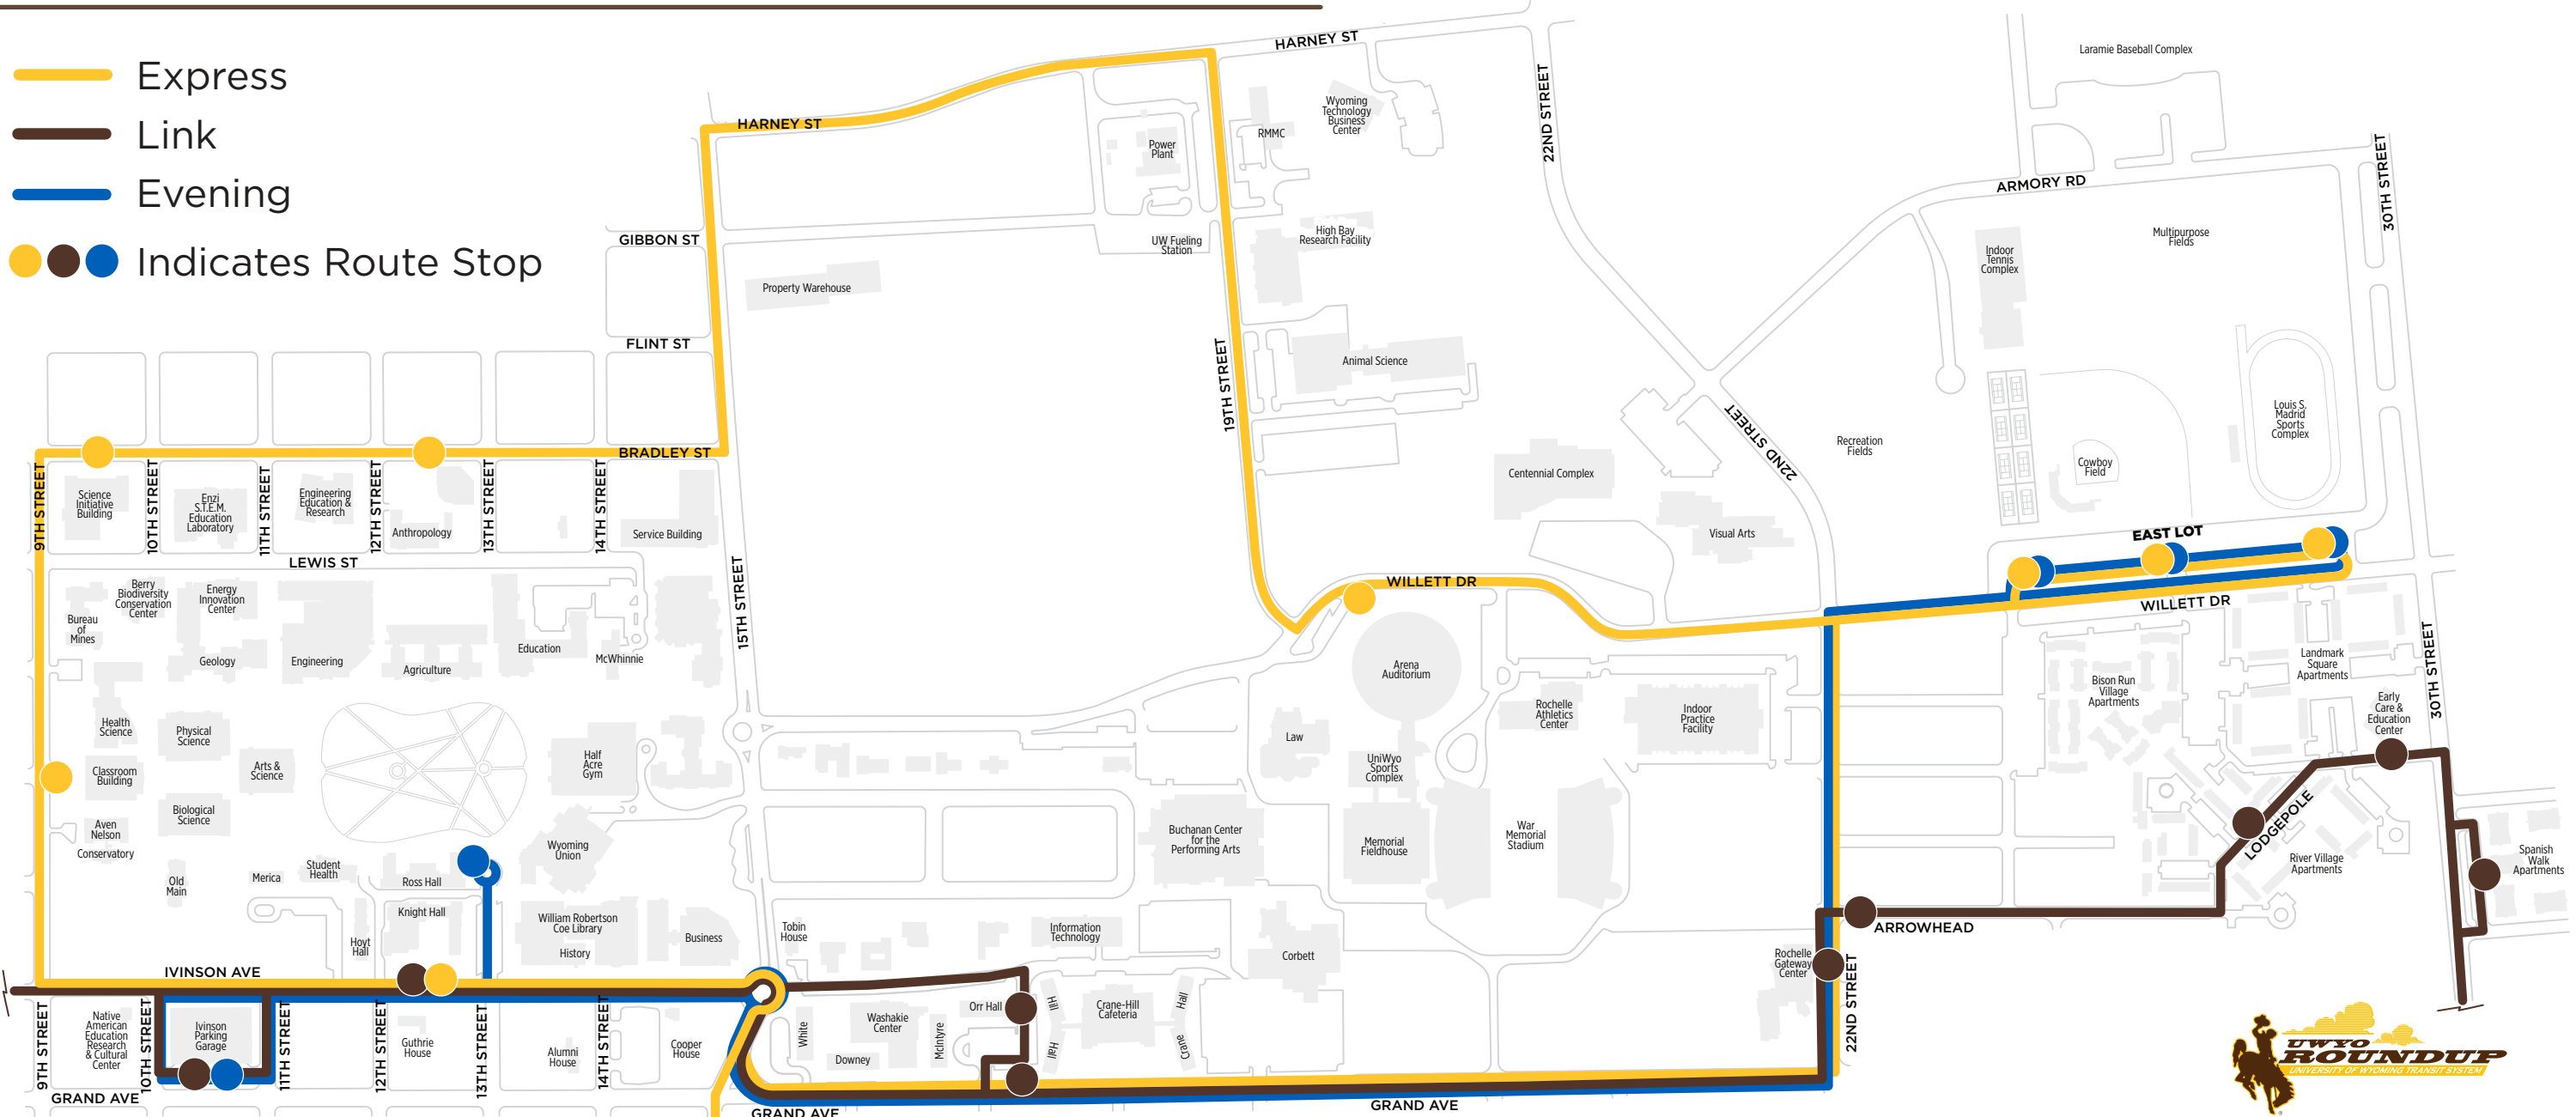 Express
Link
Evening
Indicates Route Stop
HARNEY ST
HARNEY ST
22ND STREET
Laramie Baseball Complex
Wyoming
Technology
Business
Center
RMMC
Power
Plant
ARMORY RD
30TH STREET
GIBBON ST
UW Fueling
Station
High Bay
Research Facility
Indoor
Tennis
Complex
Multipurpose
Fields
Property Warehouse
FLINT ST
19TH STREET
Animal Science
22ND STREET
Louis S.
Madrid
Sports
Complex
Recreation
Fields
Cowboy
Field
BRADLEY ST
Centennial Complex
Visual Arts
9TH STREET
Science
Initiative
Building
10TH STREET
Enzi
S.T.E.M.
Education
Laboratory
11TH STREET
Engineering
Education &
Research
12TH STREET
Anthropology
13TH STREET
14TH STREET
Service Building
EAST LOT
LEWIS ST
15TH STREET
WILLETT DR
WILLETT DR
Bureau
of
Mines
Berry
Biodiversity
Conservation
Center
Energy
Innovation
Center
Geology
Engineering
Agriculture
Education
McWhinnie
Arena
Auditorium
30TH STREET
Landmark
Square
Apartments
Bison Run
Village
Apartments
Early
Care &
Education
Center
Health
Science
Physical
Science
Classroom
Building
Arts &
Science
Half
Acre
Gym
Law
Rochelle
Athletics
Center
Indoor
Practice
Facility
UniWyo
Sports
Complex
Biological
Science
Aven
Nelson
Conservatory
Wyoming
Union
Buchanan Center
for the
Performing Arts
Memorial
Fieldhouse
War
Memorial
Stadium
LODGEPOLE
River Village
Apartments
Spanish
Walk
Apartments
Old
Main
Merica
Student
Health
Ross Hall
Knight Hall
Hoyt
Hall
William Robertson
Coe Library
History
Business
Tobin
House
Information
Technology
Corbett
Rochelle
Gateway
Center
ARROWHEAD
22ND STREET
IVINSON AVE
9TH STREET
Native
American
Education
Research
& Cultural
Center
10TH STREET
Ivinson
Parking
Garage
11TH STREET
12TH STREET
Guthrie
House
13TH STREET
Alumni
House
14TH STREET
Cooper
House
White
Washakie
Center
Downey
McIntyre
Orr Hall
Hill
Hall
Crane-Hill
Cafeteria
Hall
Crane
GRAND AVE
GRAND AVE
GRAND AVE
UWYO
ROUNDUP
UNIVERSITY OF WYOMING TRANSIT SYSTEM